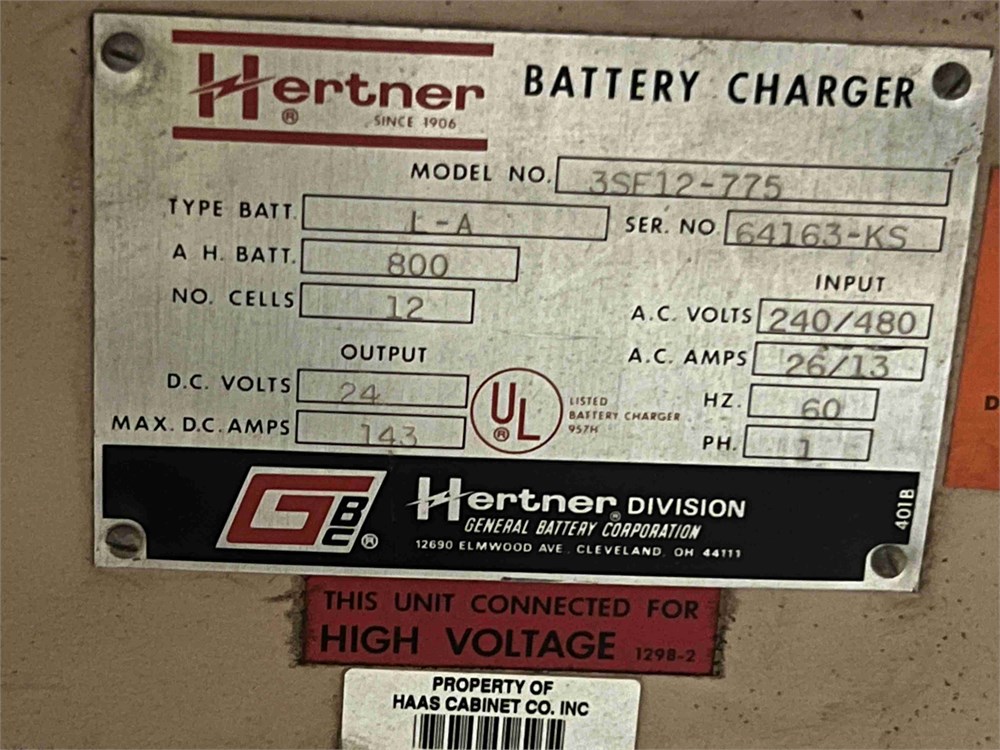 Hertner® BATTERY CHARGER
SINCE 1906
MODEL NO. 3SF12-775
TYPE BATT. L-A SER. NO. 64163-KS
A H. BATT. 800
NO. CELLS 12
INPUT
A.C. VOLTS 240/480
A.C. AMPS 26/13
HZ. 60
PH. 1
OUTPUT
D.C. VOLTS 24
MAX. D.C. AMPS 143
UL®
LISTED
BATTERY CHARGER
957H
GBC® Hertner® DIVISION
GENERAL BATTERY CORPORATION
12690 ELMWOOD AVE. CLEVELAND, OH 44111
401B
THIS UNIT CONNECTED FOR
HIGH VOLTAGE 1298-2
PROPERTY OF
HAAS CABINET CO. INC
D